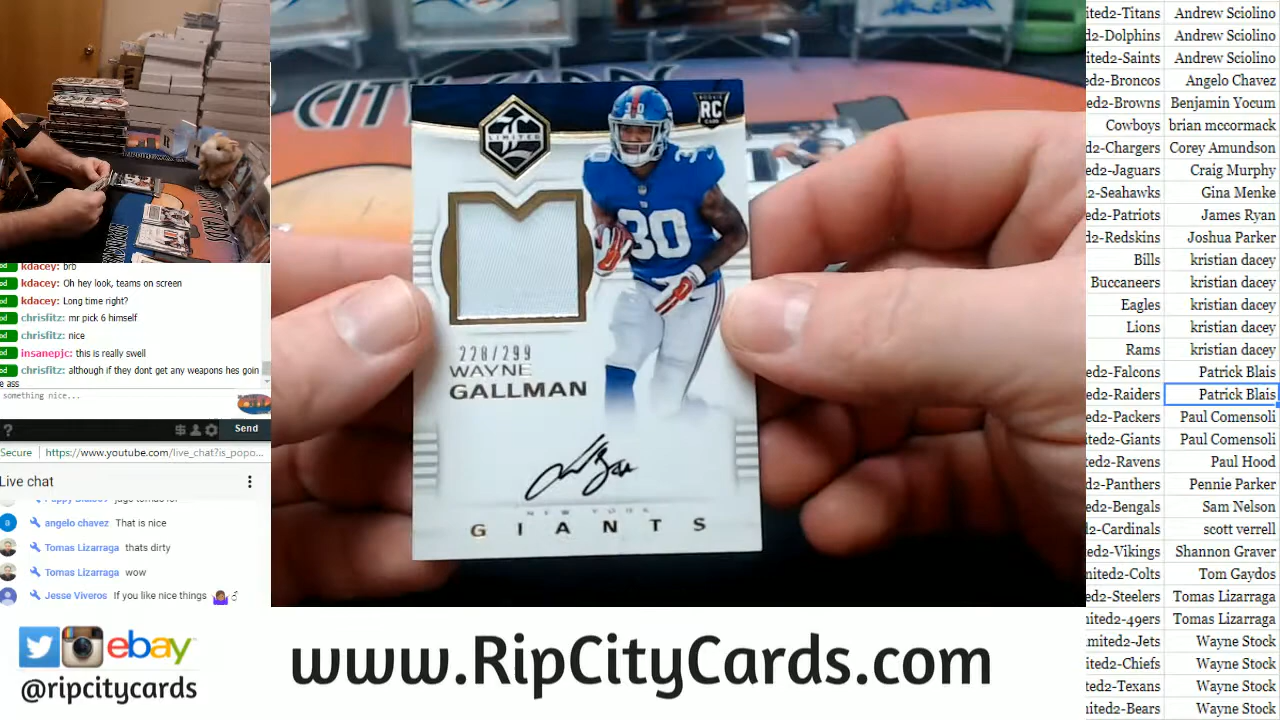 LIMITED
RC
30
30
30
228/299
WAYNE
GALLMAN
NEW YORK
GIANTS
kdacey: brb
kdacey: Oh hey look, teams on screen
kdacey: Long time right?
chrisfitz: mr pick 6 himself
chrisfitz: nice
insanepjc: this is really swell
chrisfitz: although if they dont get any weapons hes goin
e ass
something nice...
Send
Secure https://www.youtube.com/live_chat?is_popo...
Live chat
angelo chavez That is nice
Tomas Lizarraga thats dirty
Tomas Lizarraga wow
Jesse Viveros If you like nice things
ebay
@ripcitycards
www.RipCityCards.com
ited2-Titans Andrew Sciolino
d2-Dolphins Andrew Sciolino
ited2-Saints Andrew Sciolino
d2-Broncos Angelo Chavez
ed2-Browns Benjamin Yocum
Cowboys brian mccormack
d2-Chargers Corey Amundson
ed2-Jaguars Craig Murphy
2-Seahawks Gina Menke
ed2-Patriots James Ryan
d2-Redskins Joshua Parker
Bills kristian dacey
Buccaneers kristian dacey
Eagles kristian dacey
Lions kristian dacey
Rams kristian dacey
ed2-Falcons Patrick Blais
ed2-Raiders Patrick Blais
ed2-Packers Paul Comensoli
ed2-Giants Paul Comensoli
ed2-Ravens Paul Hood
d2-Panthers Pennie Parker
ed2-Bengals Sam Nelson
2-Cardinals scott verrell
ed2-Vikings Shannon Graver
nited2-Colts Tom Gaydos
ed2-Steelers Tomas Lizarraga
nited2-49ers Tomas Lizarraga
mited2-Jets Wayne Stock
ed2-Chiefs Wayne Stock
ed2-Texans Wayne Stock
ited2-Bears Wayne Stock